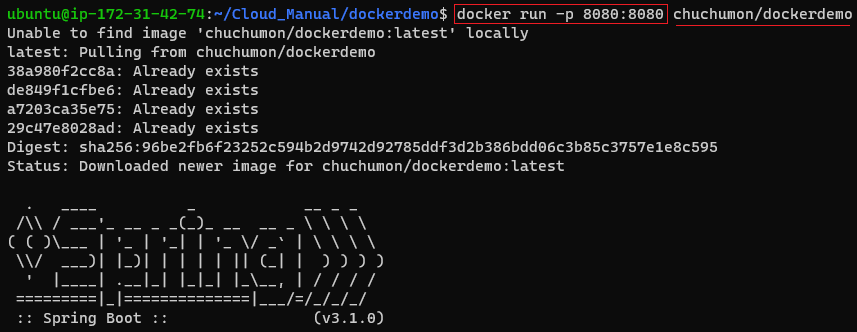 ubuntu@ip-172-31-42-74:~/Cloud_Manual/dockerdemo$ docker run -p 8080:8080 chuchumon/dockerdemo
Unable to find image 'chuchumon/dockerdemo:latest' locally
latest: Pulling from chuchumon/dockerdemo
38a980f2cc8a: Already exists
de849f1cfbe6: Already exists
a7203ca35e75: Already exists
29c47e8028ad: Already exists
Digest: sha256:96be2fb6f23252c594b2d9742d92785ddf3d2b386bdd06c3b85c3757e1e8c595
Status: Downloaded newer image for chuchumon/dockerdemo:latest

  .   ____          _            __ _ _
 /\\ / ___'_ __ _ _(_)_ __  __ _ \ \ \ \
( ( )\___ | '_ | '_| | '_ \/ _` | \ \ \ \
 \\/  ___)| |_)| | | | | || (_| |  ) ) ) )
  '  |____| .__|_| |_|_| |_\__, | / / / /
 =========|_|==============|___/=/_/_/_/
 :: Spring Boot ::                (v3.1.0)